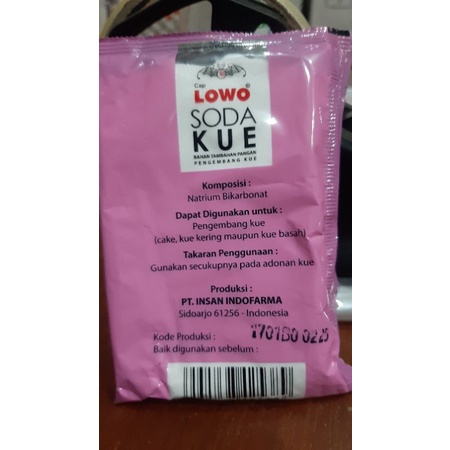 Cap
LOWO®
SODA
KUE
BAHAN TAMBAHAN PANGAN
PENGEMBANG KUE
Komposisi :
Natrium Bikarbonat
Dapat Digunakan untuk :
Pengembang kue
(cake, kue kering maupun kue basah)
Takaran Penggunaan :
Gunakan secukupnya pada adonan kue
Produksi :
PT. INSAN INDOFARMA
Sidoarjo 61256 - Indonesia
Kode Produksi :
Baik digunakan sebelum :